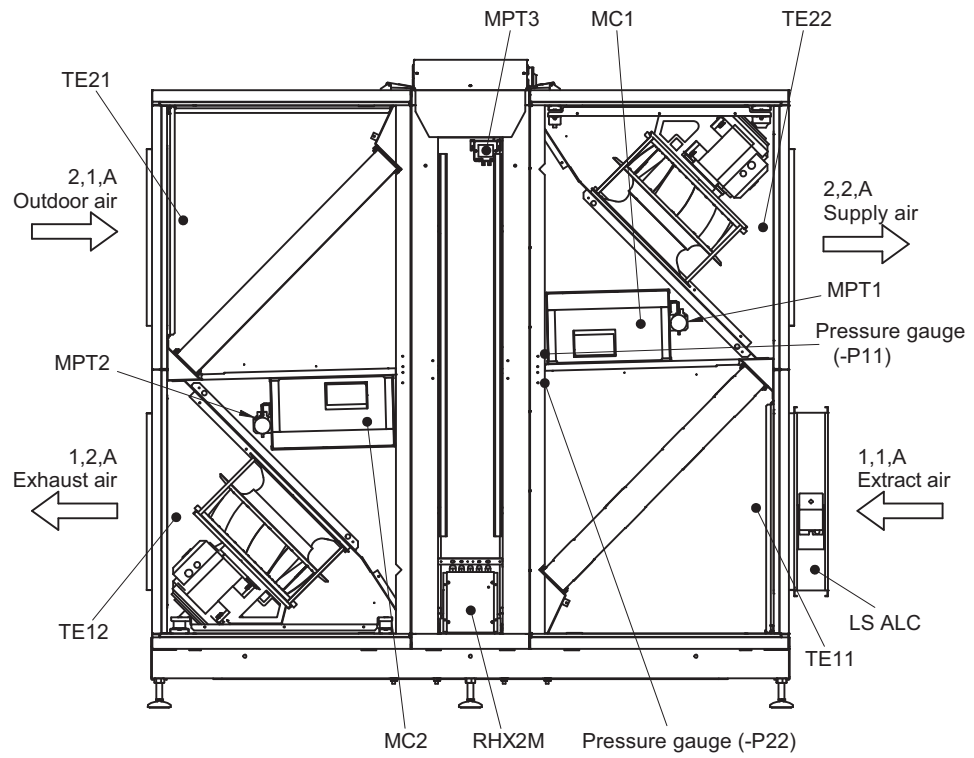 MPT3
MC1
TE22
TE21
2,1,A
Outdoor air
2,2,A
Supply air
MPT1
Pressure gauge
(-P11)
MPT2
1,2,A
Exhaust air
1,1,A
Extract air
LS ALC
TE12
TE11
MC2
RHX2M
Pressure gauge (-P22)